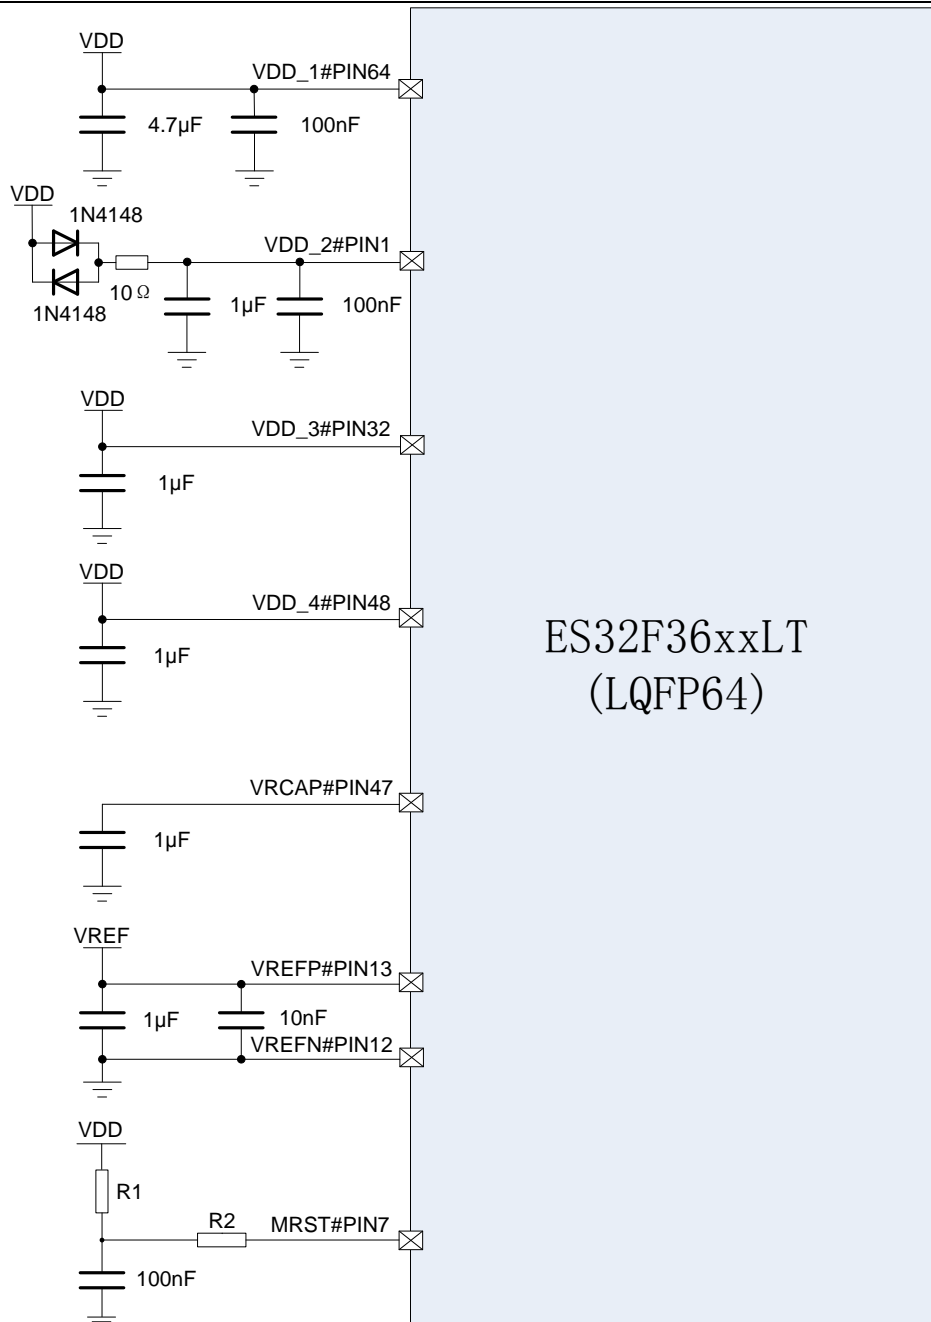 VDD
VDD_1#PIN64
4.7μF
100nF
VDD
1N4148
VDD_2#PIN1
10Ω
1μF
100nF
1N4148
VDD
VDD_3#PIN32
1μF
VDD
VDD_4#PIN48
1μF
ES32F36xxLT
(LQFP64)
VRCAP#PIN47
1μF
VREF
VREFP#PIN13
1μF
10nF
VREFN#PIN12
VDD
R1
R2
MRST#PIN7
100nF